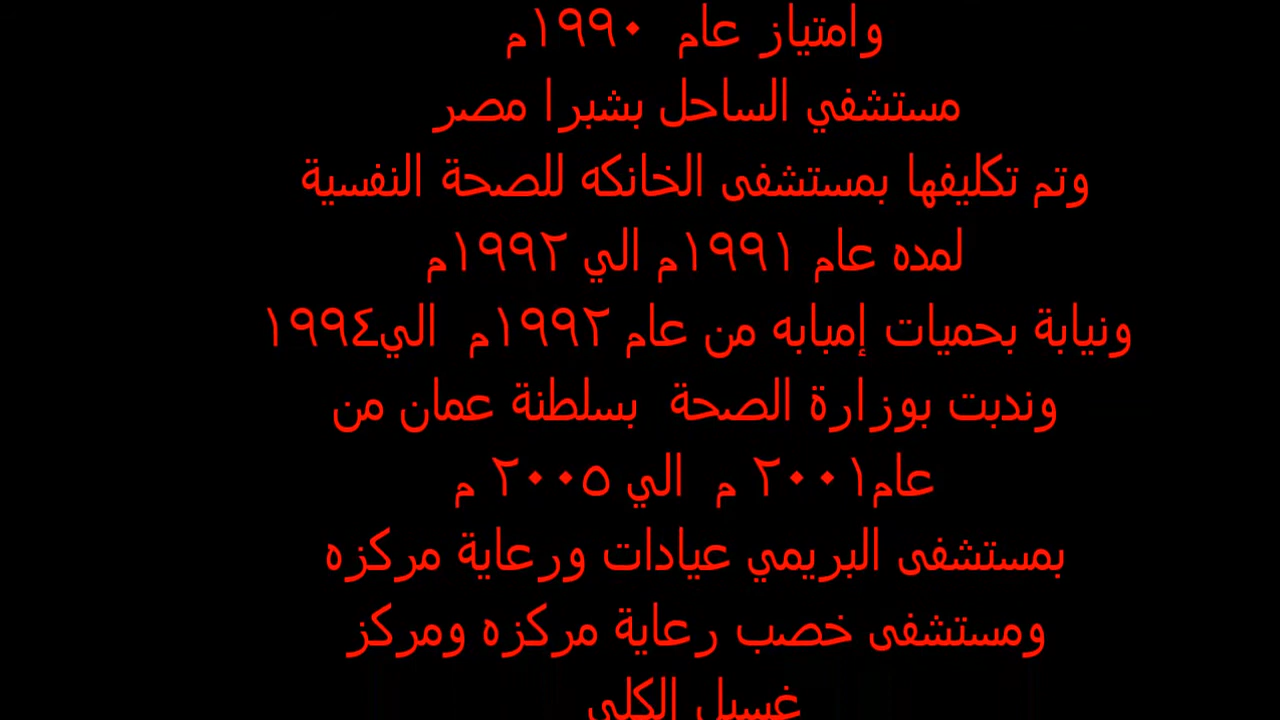 وامتياز عام ١٩٩٠م
مستشفي الساحل بشبرا مصر
وتم تكليفها بمستشفى الخانكه للصحة النفسية
لمده عام ١٩٩١م الي ١٩٩٢م
ونيابة بحميات إمبابه من عام ١٩٩٢م الي١٩٩٤
وندبت بوزارة الصحة بسلطنة عمان من
عام٢٠٠١ م الي ٢٠٠٥ م
بمستشفى البريمي عيادات ورعاية مركزه
ومستشفى خصب رعاية مركزه ومركز
غسيل الكلي